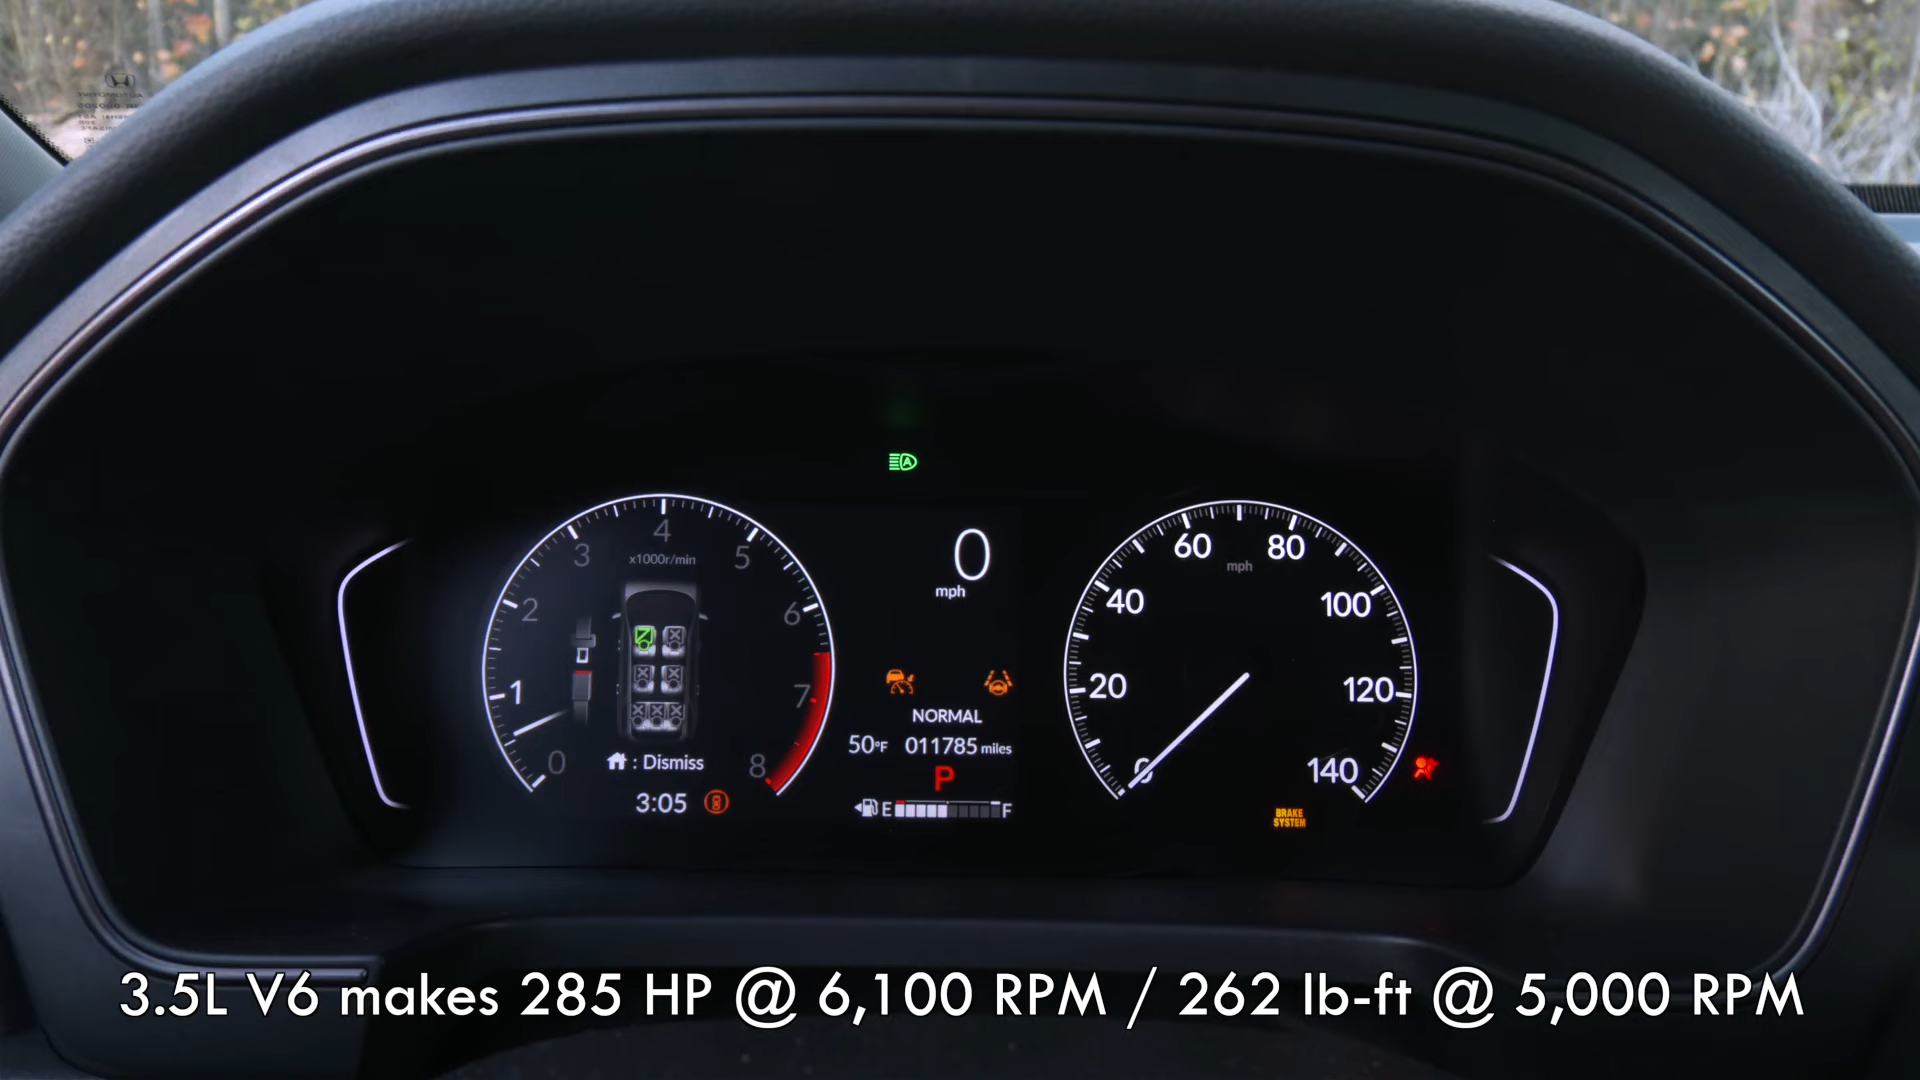 4
3
5
x1000r/min
2
6
1
7
0
8
: Dismiss
3:05
0
mph
NORMAL
50°F 011785 miles
P
E F
60 80
mph
40 100
20 120
0 140
BRAKE
SYSTEM
A
3.5L V6 makes 285 HP @ 6,100 RPM / 262 lb-ft @ 5,000 RPM